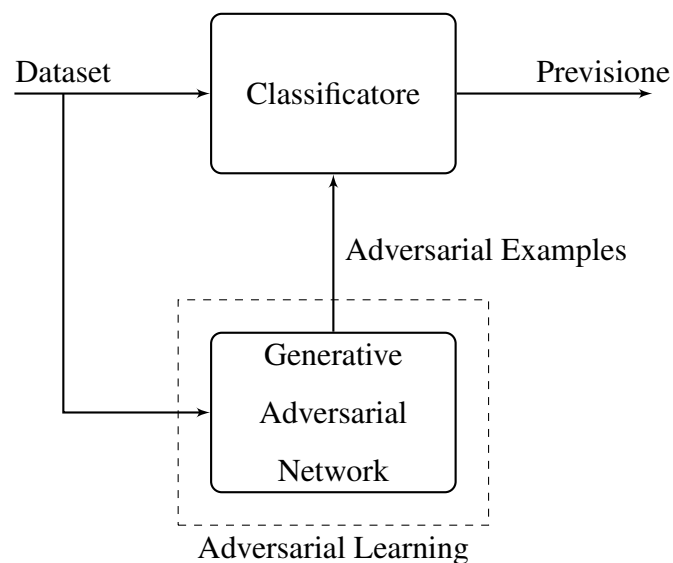 Dataset
Classificatore
Previsione
Adversarial Examples
Generative
Adversarial
Network
Adversarial Learning